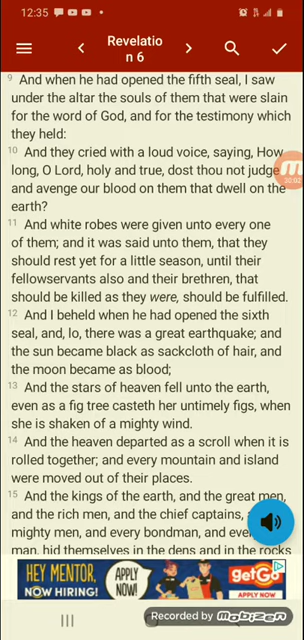 12:35
Revelatio
n 6
9 And when he had opened the fifth seal, I saw
under the altar the souls of them that were slain
for the word of God, and for the testimony which
they held:
10 And they cried with a loud voice, saying, How
long, O Lord, holy and true, dost thou not judge
and avenge our blood on them that dwell on the
earth?
11 And white robes were given unto every one
of them; and it was said unto them, that they
should rest yet for a little season, until their
fellowservants also and their brethren, that
should be killed as they were, should be fulfilled.
12 And I beheld when he had opened the sixth
seal, and, lo, there was a great earthquake; and
the sun became black as sackcloth of hair, and
the moon became as blood;
13 And the stars of heaven fell unto the earth,
even as a fig tree casteth her untimely figs, when
she is shaken of a mighty wind.
14 And the heaven departed as a scroll when it is
rolled together; and every mountain and island
were moved out of their places.
15 And the kings of the earth, and the great men,
and the rich men, and the chief captains,
mighty men, and every bondman, and
man, hid themselves in the dens and in the rocks
HEY MENTOR,
NOW HIRING!
APPLY
NOW!
getGo
APPLY NOW
Recorded by Mobizen